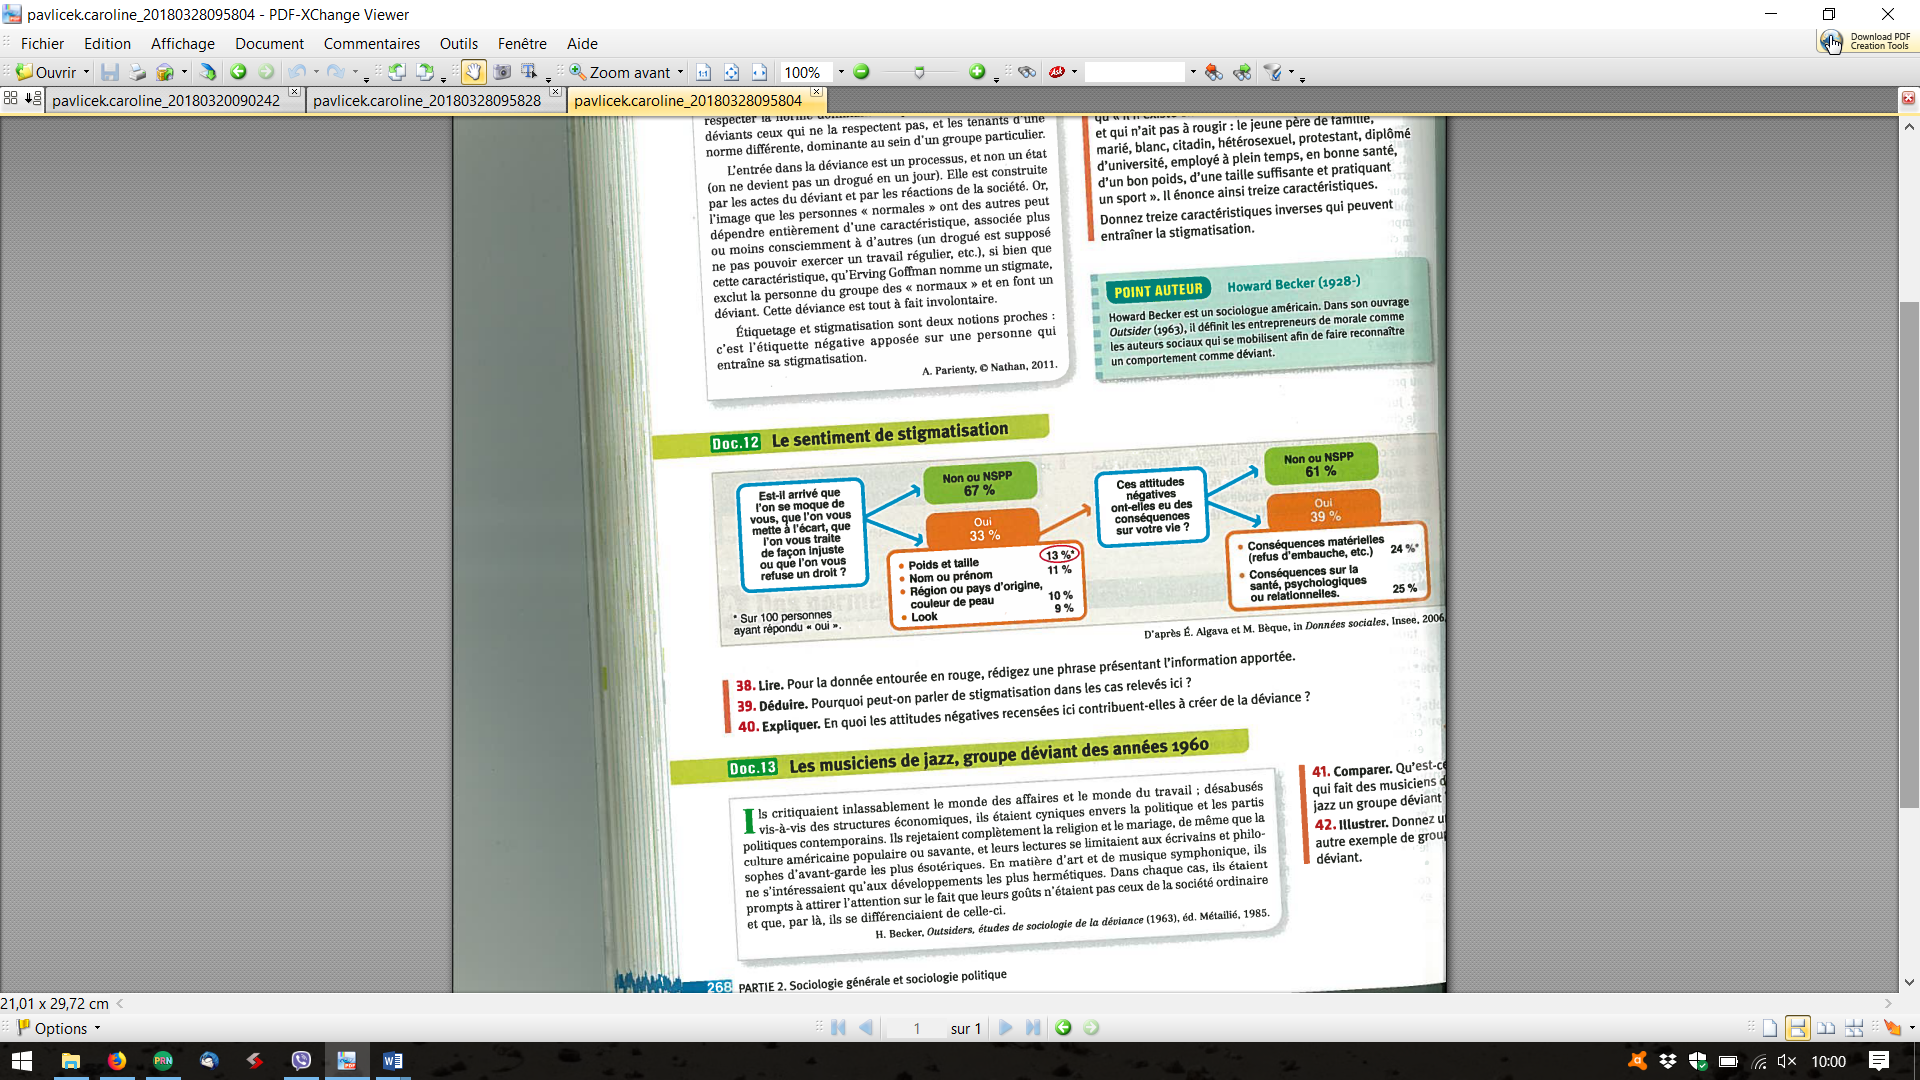 pavlicek.caroline_20180328095804 - PDF-XChange Viewer
Fichier Edition Affichage Document Commentaires Outils Fenêtre Aide
Download PDF
Creation Tools
Ouvrir Zoom avant 100%
pavlicek.caroline_20180320090242 pavlicek.caroline_20180328095828 pavlicek.caroline_20180328095804
respecter la norme
déviants ceux qui ne la respectent pas, et les tenants d'une
norme différente, dominante au sein d'un groupe particulier.
L'entrée dans la déviance est un processus, et non un état
(on ne devient pas un drogué en un jour). Elle est construite
par les actes du déviant et par les réactions de la société. Or,
l'image que les personnes « normales » ont des autres peut
dépendre entièrement d'une caractéristique, associée plus
ou moins consciemment à d'autres (un drogué est supposé
ne pas pouvoir exercer un travail régulier, etc.), si bien que
cette caractéristique, qu'Erving Goffman nomme un stigmate,
exclut la personne du groupe des « normaux » et en font un
déviant. Cette déviance est tout à fait involontaire.
Étiquetage et stigmatisation sont deux notions proches :
c'est l'étiquette négative apposée sur une personne qui
entraîne sa stigmatisation.
A. Parienty, © Nathan, 2011.
et qui n'ait pas à rougir : le jeune père de famille,
marié, blanc, citadin, hétérosexuel, protestant, diplômé
d'université, employé à plein temps, en bonne santé,
d'un bon poids, d'une taille suffisante et pratiquant
un sport ». Il énonce ainsi treize caractéristiques.
Donnez treize caractéristiques inverses qui peuvent
entraîner la stigmatisation.
POINT AUTEUR Howard Becker (1928-)
Howard Becker est un sociologue américain. Dans son ouvrage
Outsider (1963), il définit les entrepreneurs de morale comme
les auteurs sociaux qui se mobilisent afin de faire reconnaître
un comportement comme déviant.
Doc.12 Le sentiment de stigmatisation
Est-il arrivé que
l'on se moque de
vous, que l'on vous
mette à l'écart, que
l'on vous traite
de façon injuste
ou que l'on vous
refuse un droit ?
* Sur 100 personnes
ayant répondu « oui ».
Non ou NSPP
67 %
Oui
33 %
• Poids et taille 13 %*
• Nom ou prénom 11 %
• Région ou pays d'origine,
couleur de peau 10 %
• Look 9 %
Ces attitudes
négatives
ont-elles eu des
conséquences
sur votre vie ?
Non ou NSPP
61 %
Oui
39 %
• Conséquences matérielles
(refus d'embauche, etc.) 24 %*
• Conséquences sur la
santé, psychologiques
ou relationnelles. 25 %
D'après É. Algava et M. Bèque, in Données sociales, Insee, 2006.
38. Lire. Pour la donnée entourée en rouge, rédigez une phrase présentant l'information apportée.
39. Déduire. Pourquoi peut-on parler de stigmatisation dans les cas relevés ici ?
40. Expliquer. En quoi les attitudes négatives recensées ici contribuent-elles à créer de la déviance ?
Doc.13 Les musiciens de jazz, groupe déviant des années 1960
Ils critiquaient inlassablement le monde des affaires et le monde du travail ; désabusés
vis-à-vis des structures économiques, ils étaient cyniques envers la politique et les partis
politiques contemporains. Ils rejetaient complètement la religion et le mariage, de même que la
culture américaine populaire ou savante, et leurs lectures se limitaient aux écrivains et philo-
sophes d'avant-garde les plus ésotériques. En matière d'art et de musique symphonique, ils
ne s'intéressaient qu'aux développements les plus hermétiques. Dans chaque cas, ils étaient
prompts à attirer l'attention sur le fait que leurs goûts n'étaient pas ceux de la société ordinaire
et que, par là, ils se différenciaient de celle-ci.
H. Becker, Outsiders, études de sociologie de la déviance (1963), éd. Métailié, 1985.
41. Comparer. Qu'est-ce
qui fait des musiciens d
jazz un groupe déviant
42. Illustrer. Donnez u
autre exemple de grou
déviant.
268 PARTIE 2. Sociologie générale et sociologie politique
21,01 x 29,72 cm
Options 1 sur 1
10:00